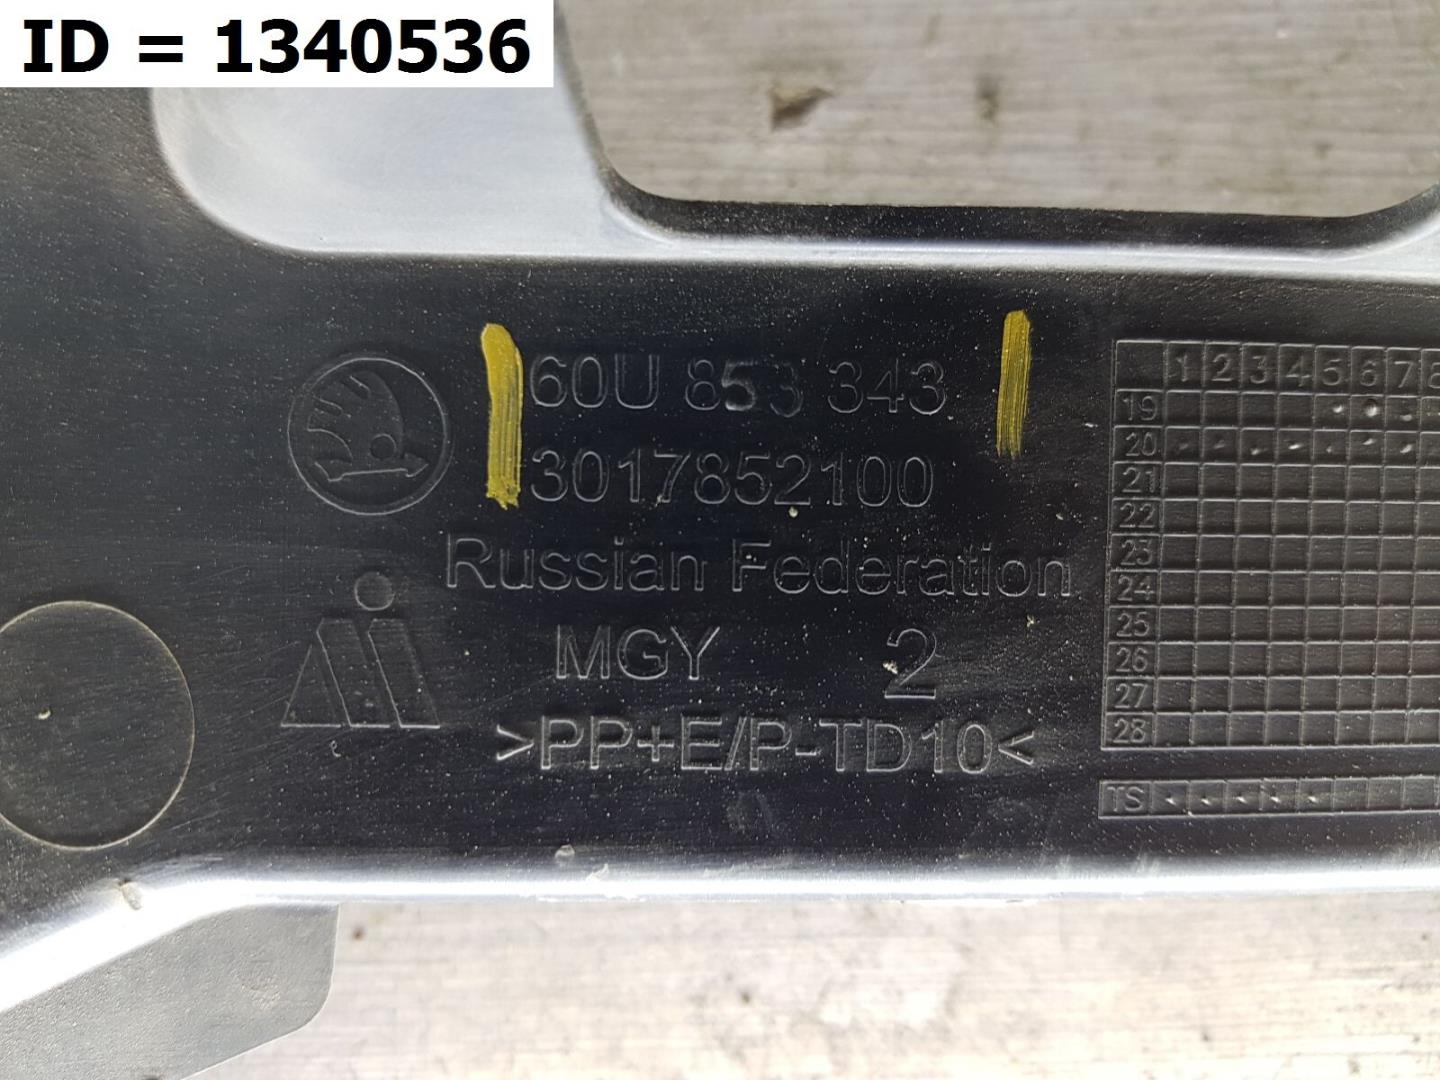 ID = 1340536
60U 853 343
3017852100
Russian Federation
MGY 2
>PP+E/P-TD10<
1 2 3 4 5 6 7 8
19
20
21
22
23
24
25
26
27
28
TS